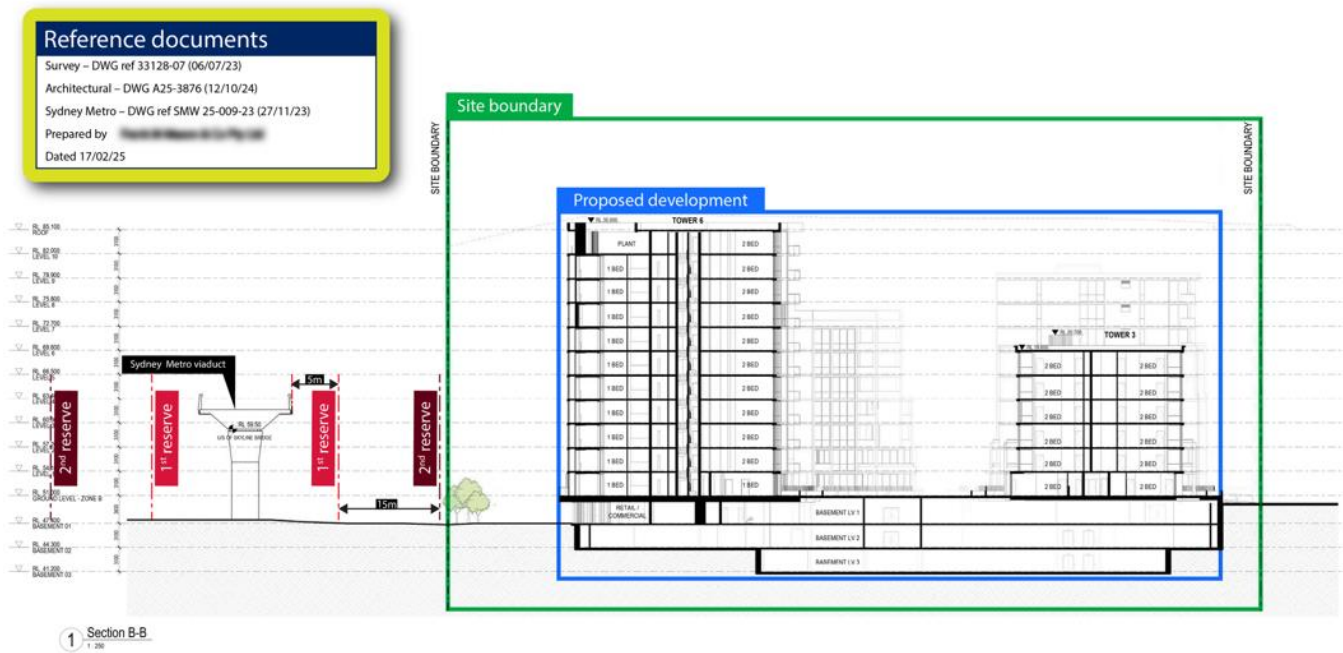 Reference documents
Survey – DWG ref 33128-07 (06/07/23)
Architectural – DWG A25-3876 (12/10/24)
Sydney Metro – DWG ref SMW 25-009-23 (27/11/23)
Prepared by
Dated 17/02/25
Site boundary
SITE BOUNDARY
SITE BOUNDARY
Proposed development
TOWER 6
RL 85.100
ROOF
RL 82.000
LEVEL 10
RL 79.900
LEVEL 9
RL 75.800
LEVEL 8
RL 72.700
LEVEL 7
RL 69.600
LEVEL 6
RL 66.500
LEVEL
RL 51.000
GROUND LEVEL - ZONE B
BASEMENT 01
RL 44.300
BASEMENT 02
RL 41.200
BASEMENT 03
Sydney Metro viaduct
5m
15m
2nd reserve
1st reserve
1st reserve
2nd reserve
RL 59.50
U/S OF SKYLINE BRIDGE
PLANT
2 BED
1 BED
2 BED
1 BED
2 BED
1 BED
2 BED
1 BED
2 BED
1 BED
2 BED
1 BED
2 BED
1 BED
2 BED
1 BED
2 BED
1 BED
2 BED
1 BED
2 BED
TOWER 3
2 BED
2 BED
2 BED
2 BED
2 BED
2 BED
2 BED
2 BED
2 BED
2 BED
2 BED
2 BED
RETAIL /
COMMERCIAL
BASEMENT LV 1
BASEMENT LV 2
BASEMENT LV 3
1
Section B-B
1 : 250